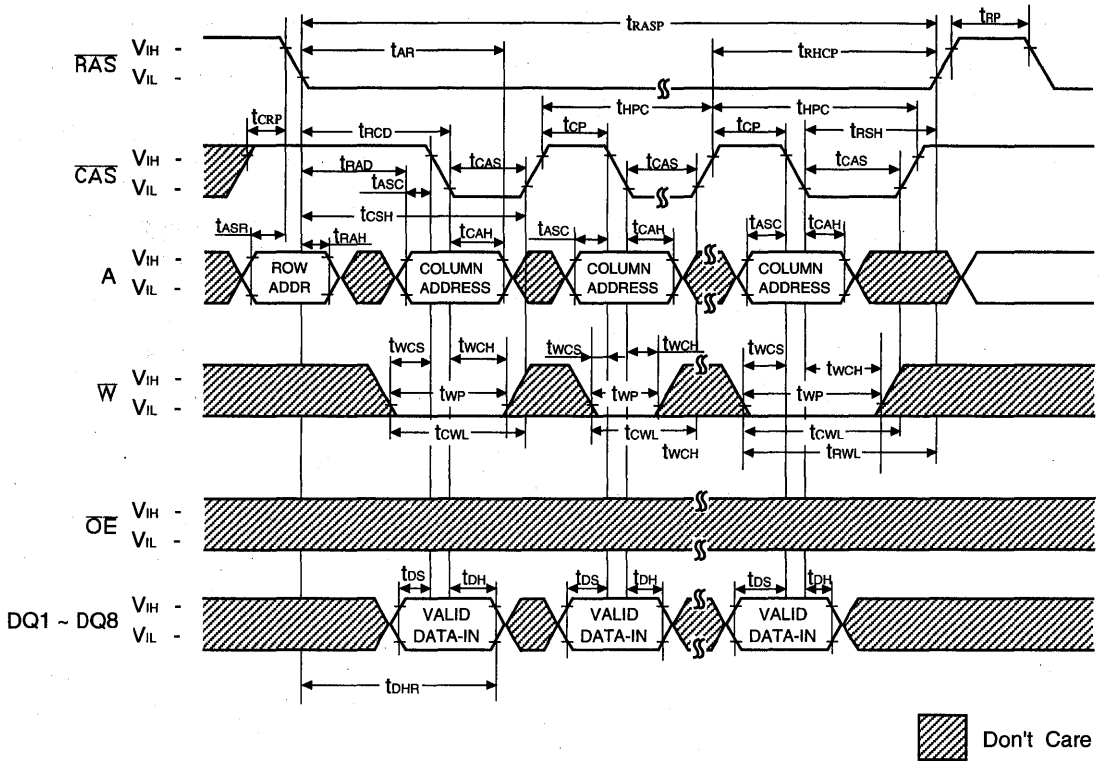 tRASP
tRP
tAR
tRHCP
RAS
VIH -
VIL -
tHPC
tHPC
tCRP
tRCD
tCP
tCP
tRSH
CAS
VIH -
VIL -
tRAD
tCAS
tCAS
tCAS
tASC
tCSH
tASR
tRAH
tCAH
tASC
tCAH
tASC
tCAH
A
VIH -
VIL -
ROW
ADDR
COLUMN
ADDRESS
COLUMN
ADDRESS
COLUMN
ADDRESS
tWCS
tWCH
tWCS
tWCH
tWCS
tWCH
W
VIH -
VIL -
tWP
tWP
tWP
tCWL
tCWL
tCWL
tWCH
tRWL
OE
VIH -
VIL -
tDS
tDH
tDS
tDH
tDS
tDH
DQ1 ~ DQ8
VIH -
VIL -
VALID
DATA-IN
VALID
DATA-IN
VALID
DATA-IN
tDHR
Don't Care